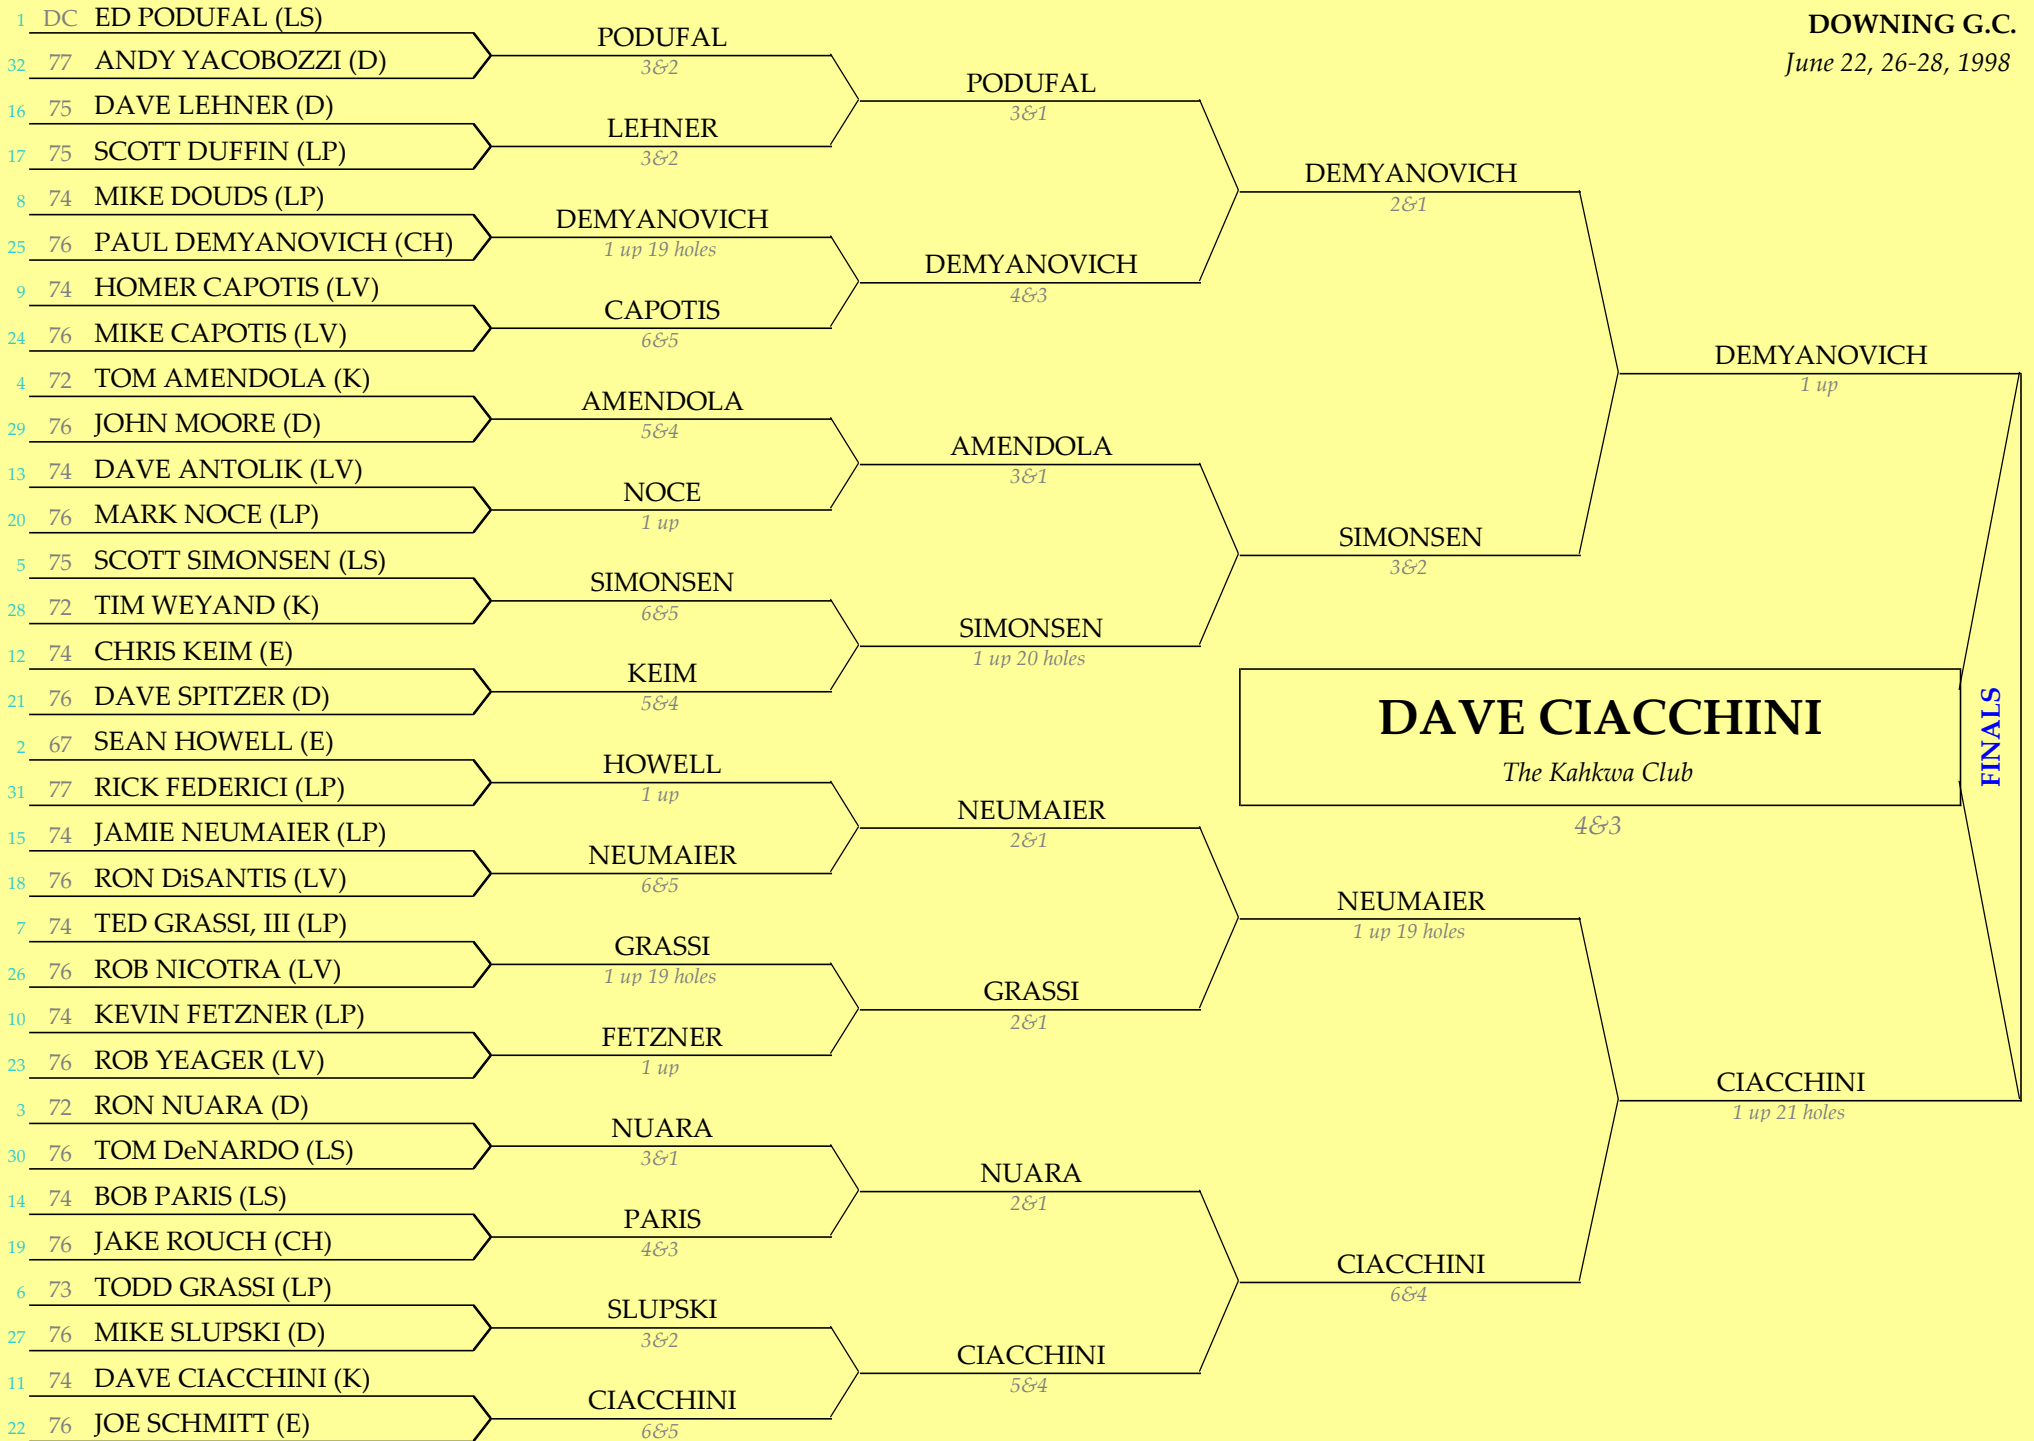 DOWNING G.C.
June 22, 26-28, 1998
1 DC ED PODUFAL (LS)
32 77 ANDY YACOBOZZI (D)
16 75 DAVE LEHNER (D)
17 75 SCOTT DUFFIN (LP)
8 74 MIKE DOUDS (LP)
25 76 PAUL DEMYANOVICH (CH)
9 74 HOMER CAPOTIS (LV)
24 76 MIKE CAPOTIS (LV)
4 72 TOM AMENDOLA (K)
29 76 JOHN MOORE (D)
13 74 DAVE ANTOLIK (LV)
20 76 MARK NOCE (LP)
5 75 SCOTT SIMONSEN (LS)
28 72 TIM WEYAND (K)
12 74 CHRIS KEIM (E)
21 76 DAVE SPITZER (D)
2 67 SEAN HOWELL (E)
31 77 RICK FEDERICI (LP)
15 74 JAMIE NEUMAIER (LP)
18 76 RON DiSANTIS (LV)
7 74 TED GRASSI, III (LP)
26 76 ROB NICOTRA (LV)
10 74 KEVIN FETZNER (LP)
23 76 ROB YEAGER (LV)
3 72 RON NUARA (D)
30 76 TOM DeNARDO (LS)
14 74 BOB PARIS (LS)
19 76 JAKE ROUCH (CH)
6 73 TODD GRASSI (LP)
27 76 MIKE SLUPSKI (D)
11 74 DAVE CIACCHINI (K)
22 76 JOE SCHMITT (E)
PODUFAL
3&2
LEHNER
3&2
DEMYANOVICH
1 up 19 holes
CAPOTIS
6&5
AMENDOLA
5&4
NOCE
1 up
SIMONSEN
6&5
KEIM
5&4
HOWELL
1 up
NEUMAIER
6&5
GRASSI
1 up 19 holes
FETZNER
1 up
NUARA
3&1
PARIS
4&3
SLUPSKI
3&2
CIACCHINI
6&5
PODUFAL
3&1
DEMYANOVICH
4&3
AMENDOLA
3&1
SIMONSEN
1 up 20 holes
NEUMAIER
2&1
GRASSI
2&1
NUARA
2&1
CIACCHINI
5&4
DEMYANOVICH
2&1
SIMONSEN
3&2
NEUMAIER
1 up 19 holes
CIACCHINI
6&4
DEMYANOVICH
1 up
CIACCHINI
1 up 21 holes
FINALS
DAVE CIACCHINI
The Kahkwa Club
4&3